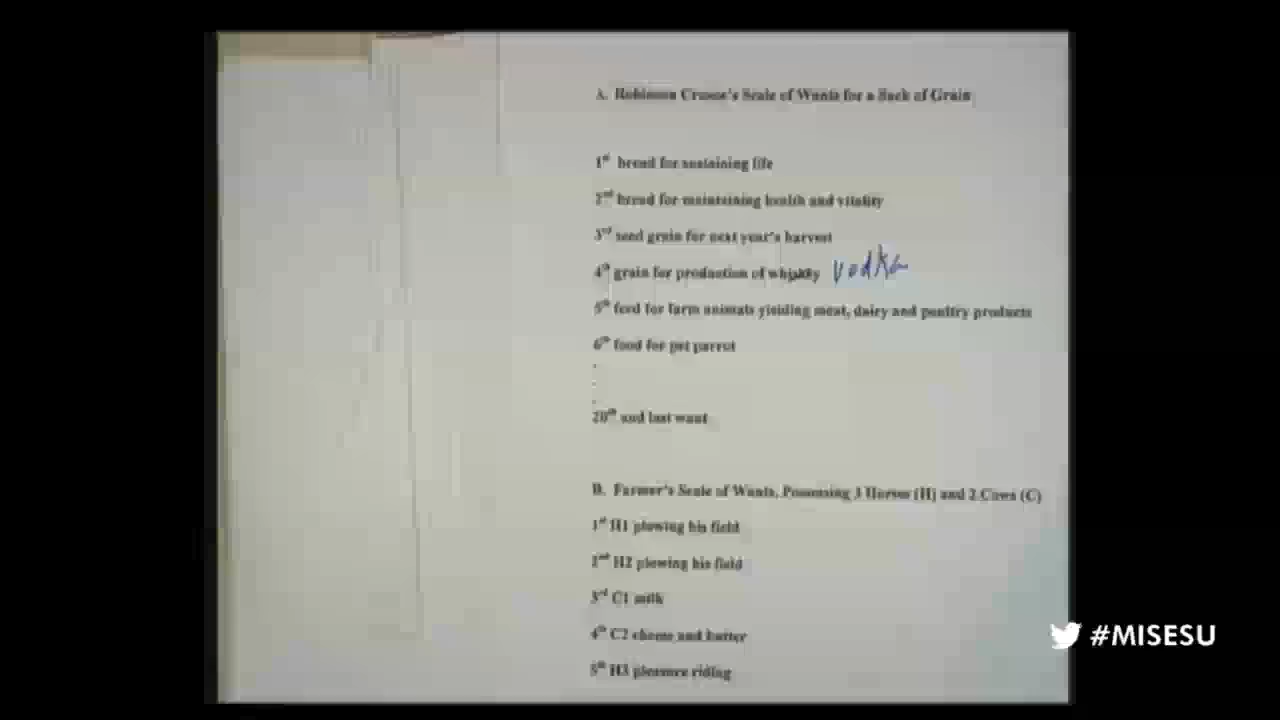 A. Robinson Crusoe's Scale of Wants for a Sack of Grain
1st bread for sustaining life
2nd bread for maintaining health and vitality
3rd seed grain for next year's harvest
4th grain for production of whiskey vodka
5th feed for farm animals yielding meat, dairy and poultry products
6th food for pet parrot
20th and last want
B. Farmer's Scale of Wants, Possessing 3 Horses (H) and 2 Cows (C)
1st H1 plowing his field
2nd H2 plowing his field
3rd C1 milk
4th C2 cheese and butter
5th H3 pleasure riding
#MISESU